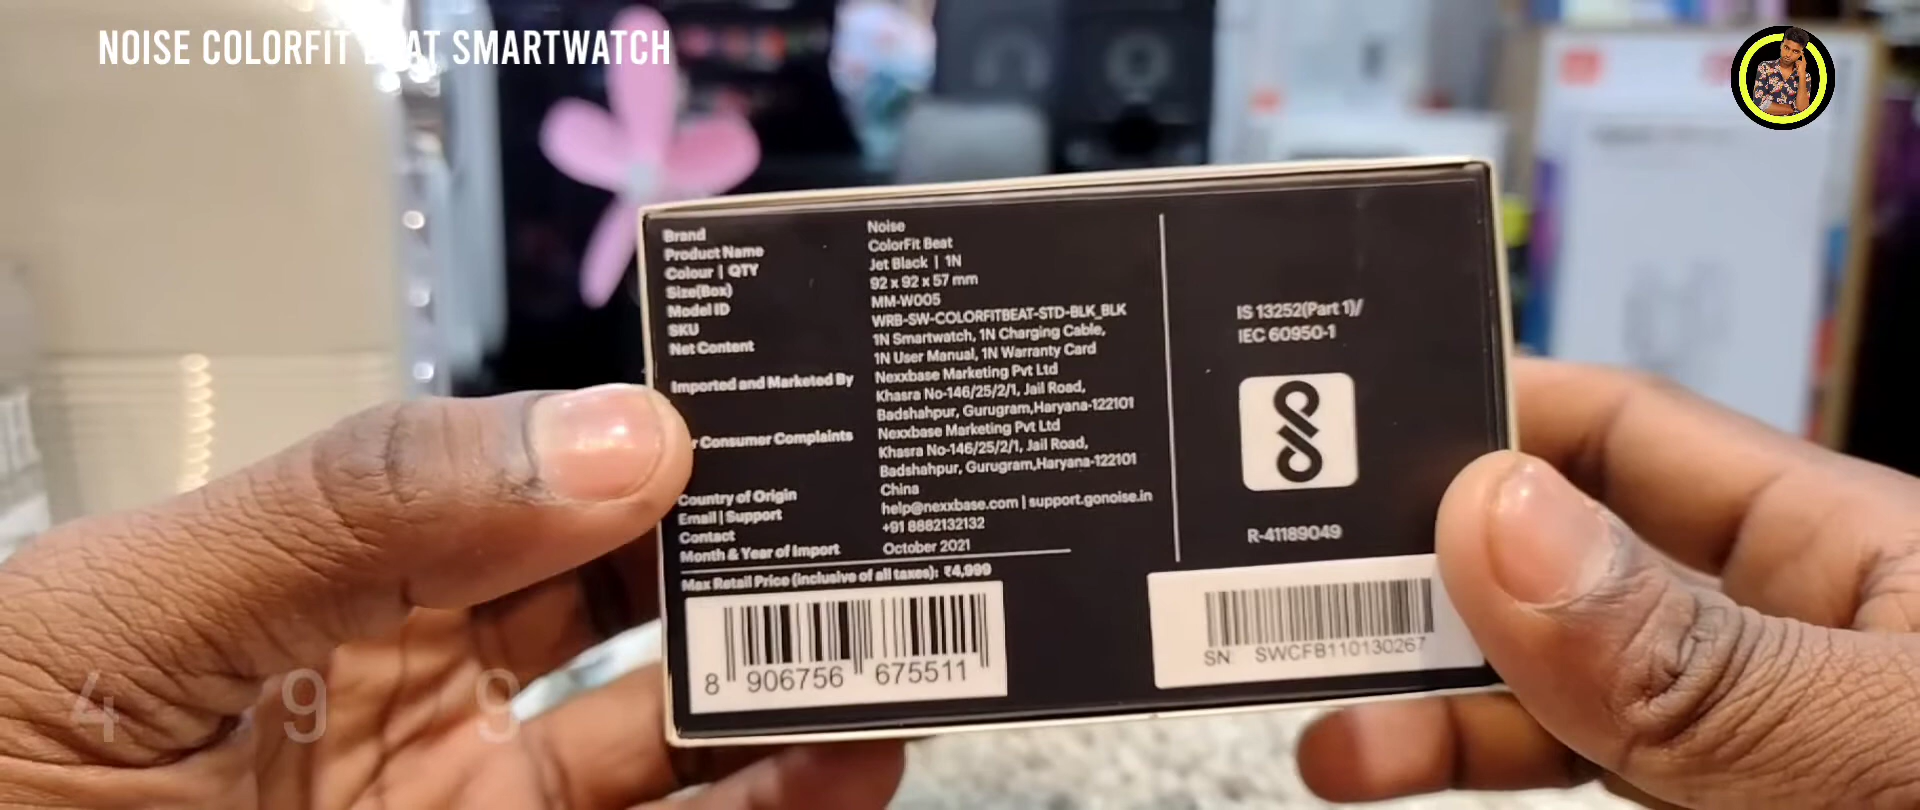 NOISE COLORFIT BEAT SMARTWATCH
Brand Noise
Product Name ColorFit Beat
Colour | QTY Jet Black | 1N
Size(Box) 92 x 92 x 57 mm
Model ID MM-W005
SKU WRB-SW-COLORFITBEAT-STD-BLK_BLK
Net Content 1N Smartwatch, 1N Charging Cable,
1N User Manual, 1N Warranty Card
Imported and Marketed By Nexxbase Marketing Pvt Ltd
Khasra No-146/25/2/1, Jail Road,
Badshahpur, Gurugram,Haryana-122101
r Consumer Complaints Nexxbase Marketing Pvt Ltd
Khasra No-146/25/2/1, Jail Road,
Badshahpur, Gurugram,Haryana-122101
Country of Origin China
Email | Support help@nexxbase.com | support.gonoise.in
Contact +91 8882132132
Month & Year of Import October 2021
Max Retail Price (inclusive of all taxes): ₹4,999
8 906756 675511
IS 13252(Part 1)/
IEC 60950-1
R-41189049
SN: SWCFB110130267
4 9 9